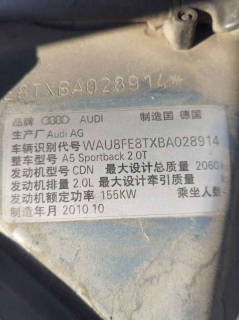 8TXBA028914
品牌 AUDI 制造国 德国
生产厂 Audi AG
车辆识别代号 WAU8FE8TXBA028914
整车型号 A5 Sportback 2.0T
发动机型号 CDN 最大设计总质量 2060
发动机排量 2.0L 最大设计牵引质量
发动机额定功率 155KW 乘坐人数
制造年月 2010.10